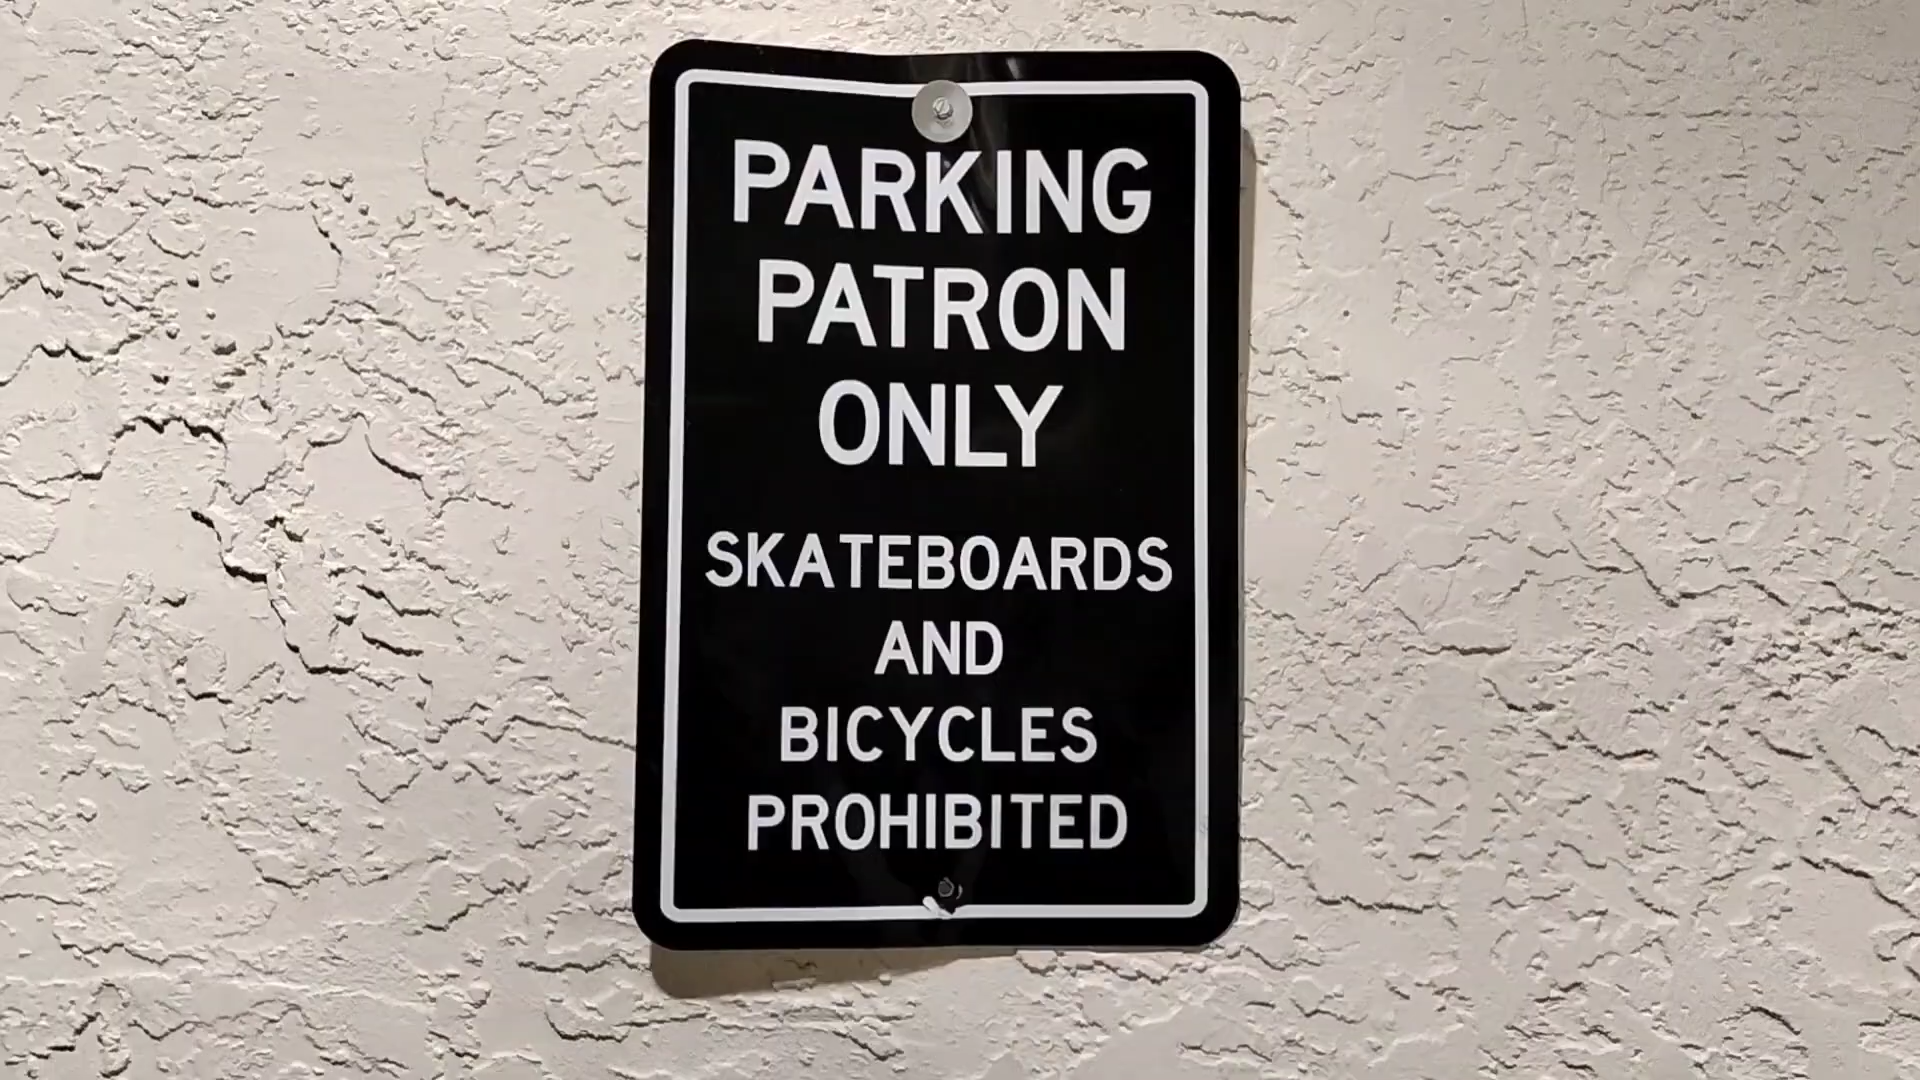 PARKING
PATRON
ONLY
SKATEBOARDS
AND
BICYCLES
PROHIBITED